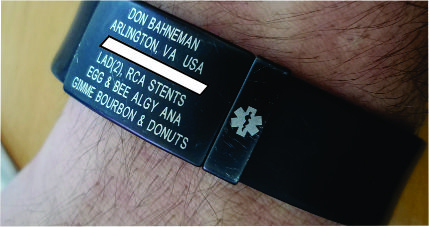 DON BAHNEMAN
ARLINGTON, VA USA
LAD(2), RCA STENTS
EGG & BEE ALGY ANA
GIMME BOURBON & DONUTS